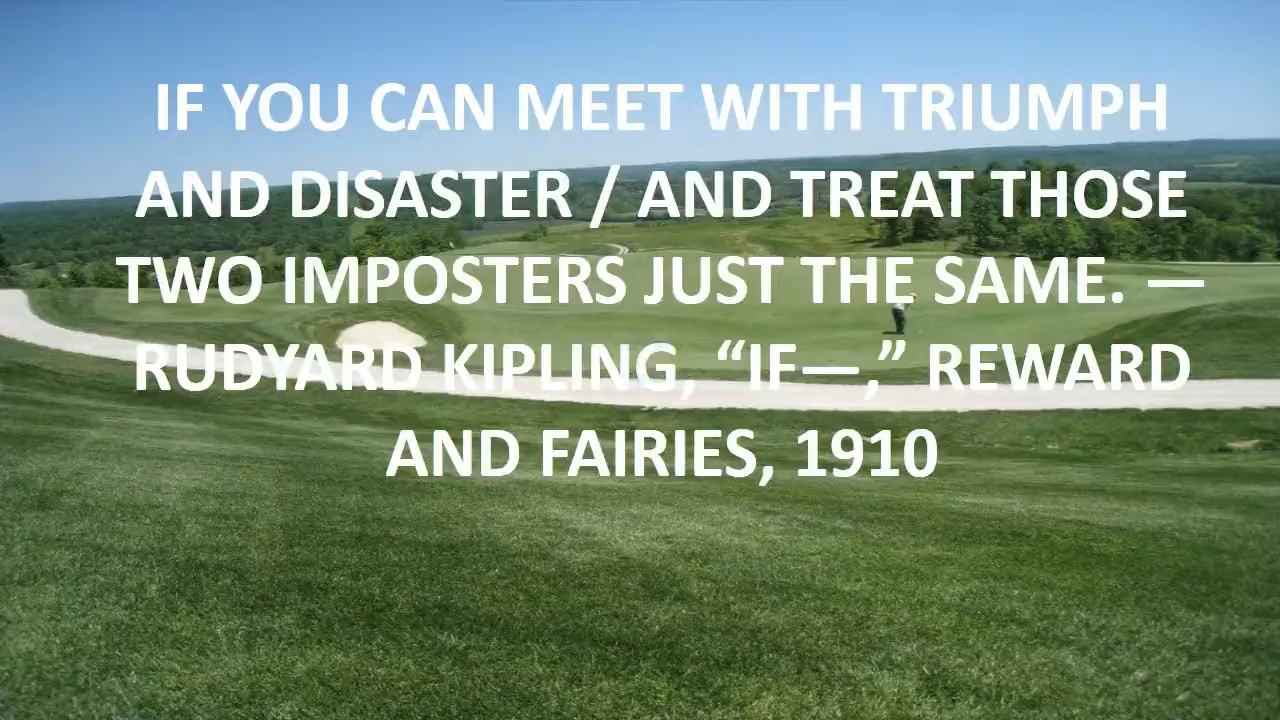 IF YOU CAN MEET WITH TRIUMPH
AND DISASTER / AND TREAT THOSE
TWO IMPOSTERS JUST THE SAME. —
RUDYARD KIPLING, “IF—,” REWARD
AND FAIRIES, 1910